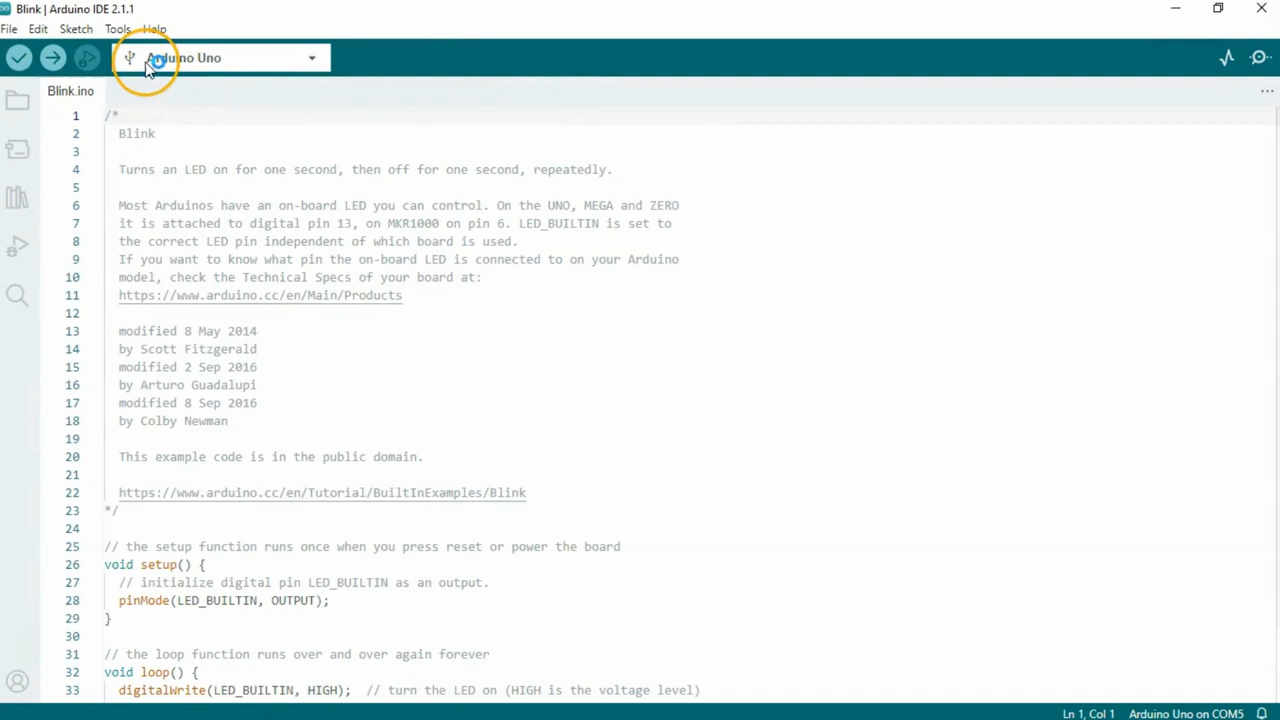 Blink | Arduino IDE 2.1.1
File Edit Sketch Tools Help
Arduino Uno
Blink.ino
1 /*
2 Blink
3
4 Turns an LED on for one second, then off for one second, repeatedly.
5
6 Most Arduinos have an on-board LED you can control. On the UNO, MEGA and ZERO
7 it is attached to digital pin 13, on MKR1000 on pin 6. LED_BUILTIN is set to
8 the correct LED pin independent of which board is used.
9 If you want to know what pin the on-board LED is connected to on your Arduino
10 model, check the Technical Specs of your board at:
11 https://www.arduino.cc/en/Main/Products
12
13 modified 8 May 2014
14 by Scott Fitzgerald
15 modified 2 Sep 2016
16 by Arturo Guadalupi
17 modified 8 Sep 2016
18 by Colby Newman
19
20 This example code is in the public domain.
21
22 https://www.arduino.cc/en/Tutorial/BuiltInExamples/Blink
23 */
24
25 // the setup function runs once when you press reset or power the board
26 void setup() {
27 // initialize digital pin LED_BUILTIN as an output.
28 pinMode(LED_BUILTIN, OUTPUT);
29 }
30
31 // the loop function runs over and over again forever
32 void loop() {
33 digitalWrite(LED_BUILTIN, HIGH); // turn the LED on (HIGH is the voltage level)
Ln 1, Col 1 Arduino Uno on COM5